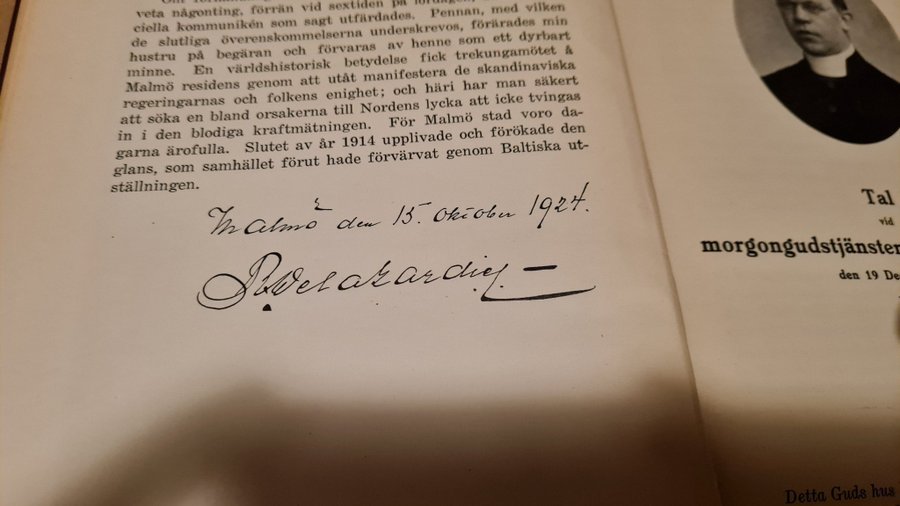 veta någonting, förrän vid sextiden på lördagen,
ciella kommunikén som sagt utfärdades. Pennan, med vilken
de slutliga överenskommelserna underskrevos, förärades min
hustru på begäran och förvaras av henne som ett dyrbart
minne. En världshistorisk betydelse fick trekungamötet å
Malmö residens genom att utåt manifestera de skandinaviska
regeringarnas och folkens enighet; och häri har man säkert
att söka en bland orsakerna till Nordens lycka att icke tvingas
in i den blodiga kraftmätningen. För Malmö stad voro da-
garna ärofulla. Slutet av år 1914 upplivade och förökade den
glans, som samhället förut hade förvärvat genom Baltiska ut-
ställningen.
Malmö den 15 oktober 1924.
R. De la Gardie,
Tal
vid
morgongudstjänsten
den 19 De
Detta Guds hus